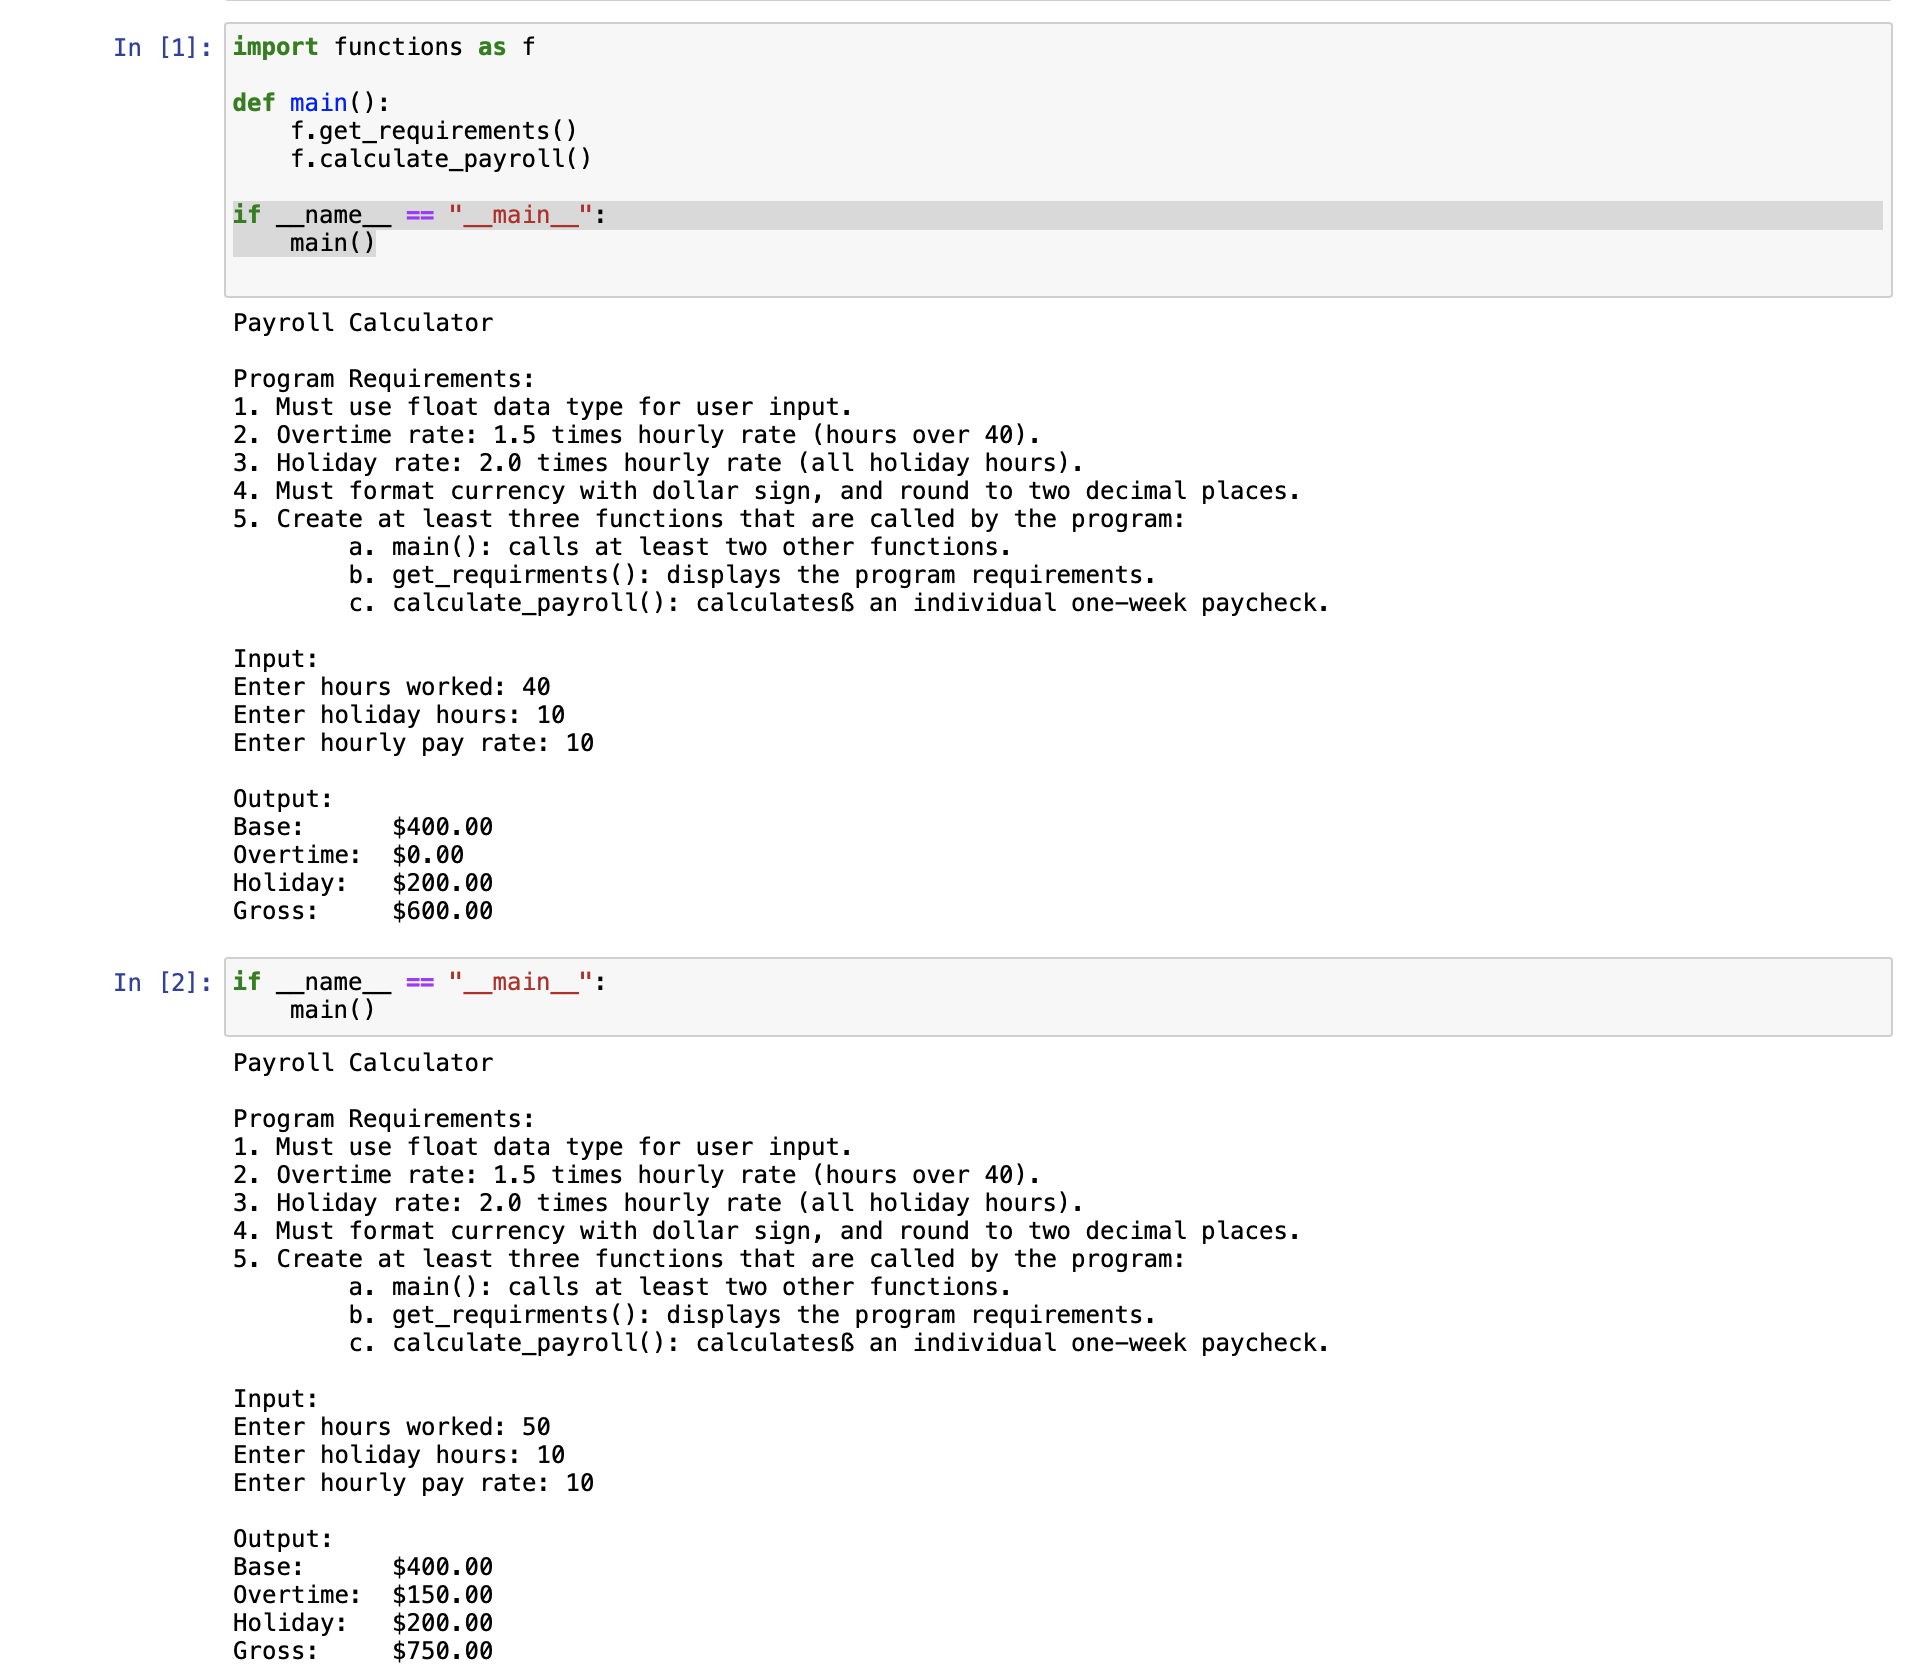 In [1]: import functions as f
def main():
    f.get_requirements()
    f.calculate_payroll()
if __name__ == "__main__":
    main()
Payroll Calculator
Program Requirements:
1. Must use float data type for user input.
2. Overtime rate: 1.5 times hourly rate (hours over 40).
3. Holiday rate: 2.0 times hourly rate (all holiday hours).
4. Must format currency with dollar sign, and round to two decimal places.
5. Create at least three functions that are called by the program:
        a. main(): calls at least two other functions.
        b. get_requirments(): displays the program requirements.
        c. calculate_payroll(): calculatesß an individual one-week paycheck.
Input:
Enter hours worked: 40
Enter holiday hours: 10
Enter hourly pay rate: 10
Output:
Base:      $400.00
Overtime:  $0.00
Holiday:   $200.00
Gross:     $600.00
In [2]: if __name__ == "__main__":
    main()
Payroll Calculator
Program Requirements:
1. Must use float data type for user input.
2. Overtime rate: 1.5 times hourly rate (hours over 40).
3. Holiday rate: 2.0 times hourly rate (all holiday hours).
4. Must format currency with dollar sign, and round to two decimal places.
5. Create at least three functions that are called by the program:
        a. main(): calls at least two other functions.
        b. get_requirments(): displays the program requirements.
        c. calculate_payroll(): calculatesß an individual one-week paycheck.
Input:
Enter hours worked: 50
Enter holiday hours: 10
Enter hourly pay rate: 10
Output:
Base:      $400.00
Overtime:  $150.00
Holiday:   $200.00
Gross:     $750.00